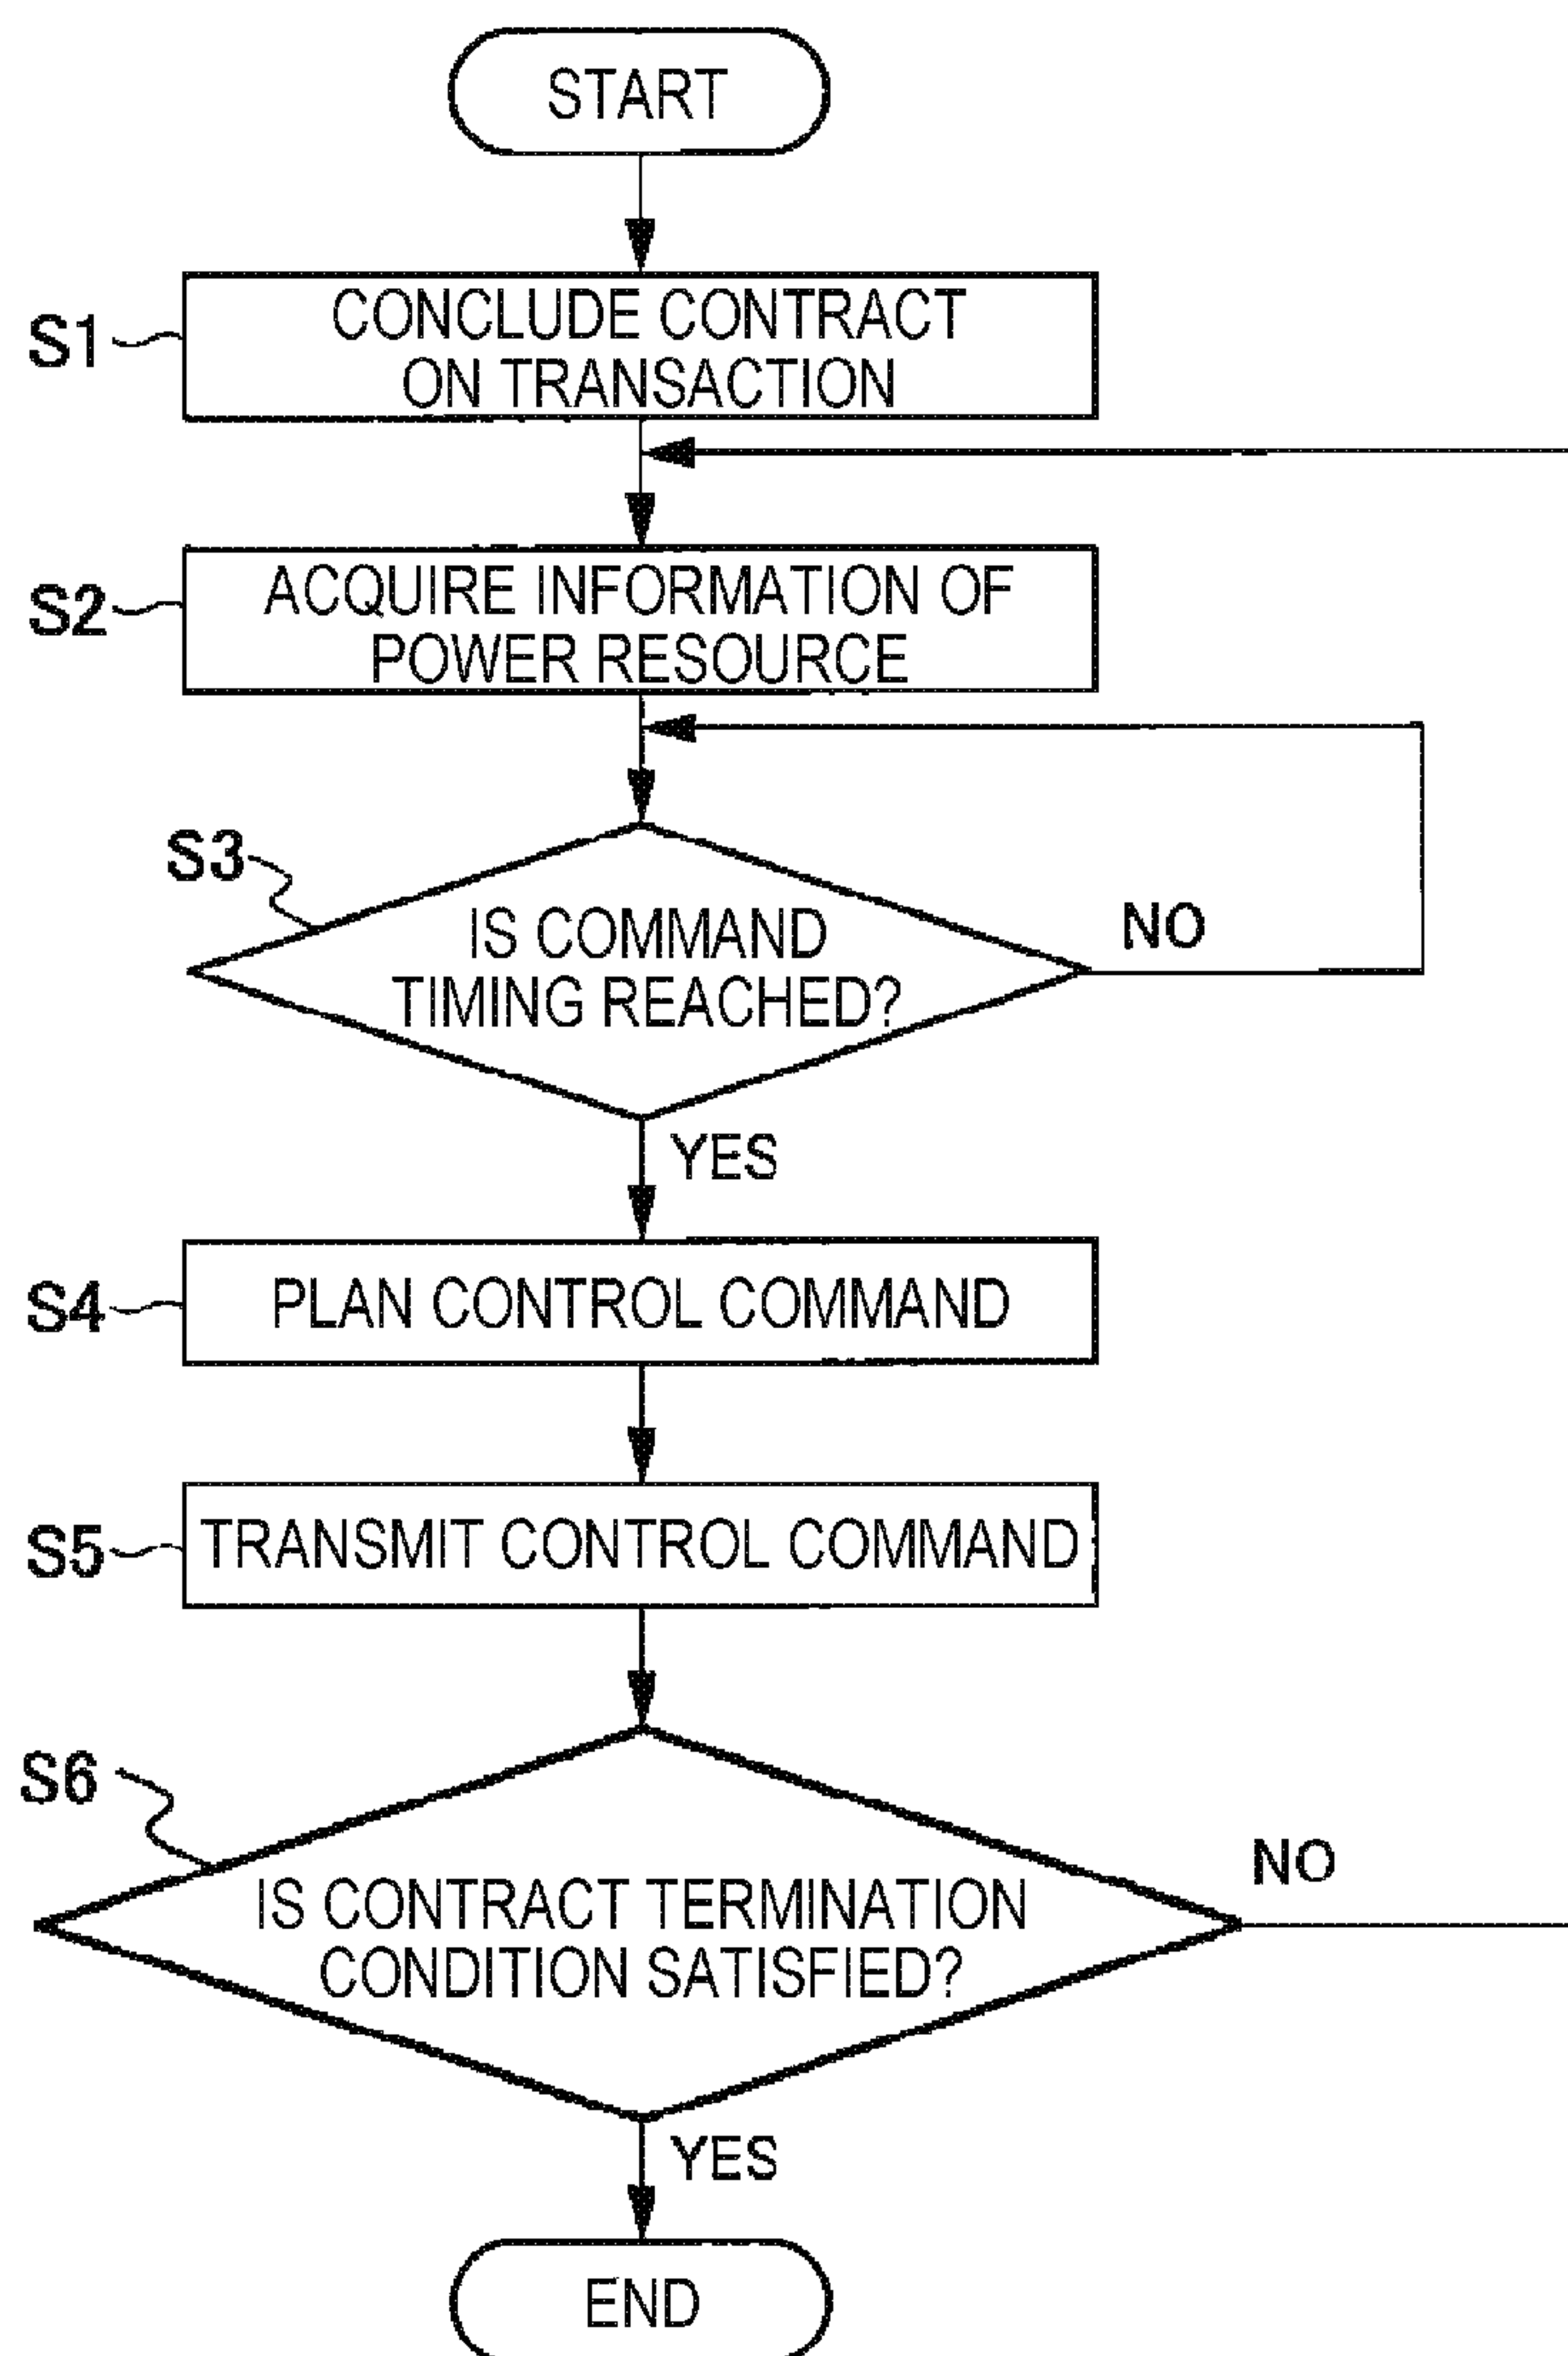 START
S1
CONCLUDE CONTRACT
ON TRANSACTION
S2
ACQUIRE INFORMATION OF
POWER RESOURCE
S3
IS COMMAND
TIMING REACHED?
NO
YES
S4
PLAN CONTROL COMMAND
S5
TRANSMIT CONTROL COMMAND
S6
IS CONTRACT TERMINATION
CONDITION SATISFIED?
NO
YES
END